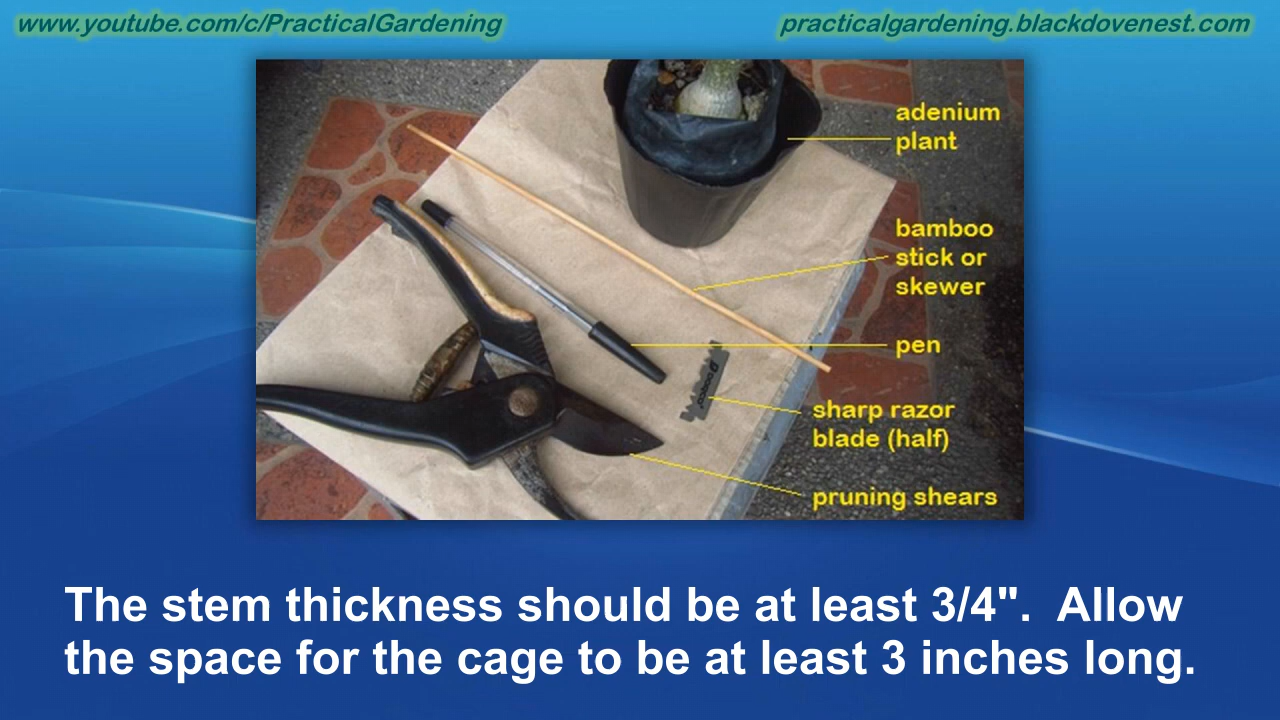 www.youtube.com/c/PracticalGardening
practicalgardening.blackdovenest.com
adenium
plant
bamboo
stick or
skewer
pen
sharp razor
blade (half)
pruning shears
The stem thickness should be at least 3/4". Allow
the space for the cage to be at least 3 inches long.